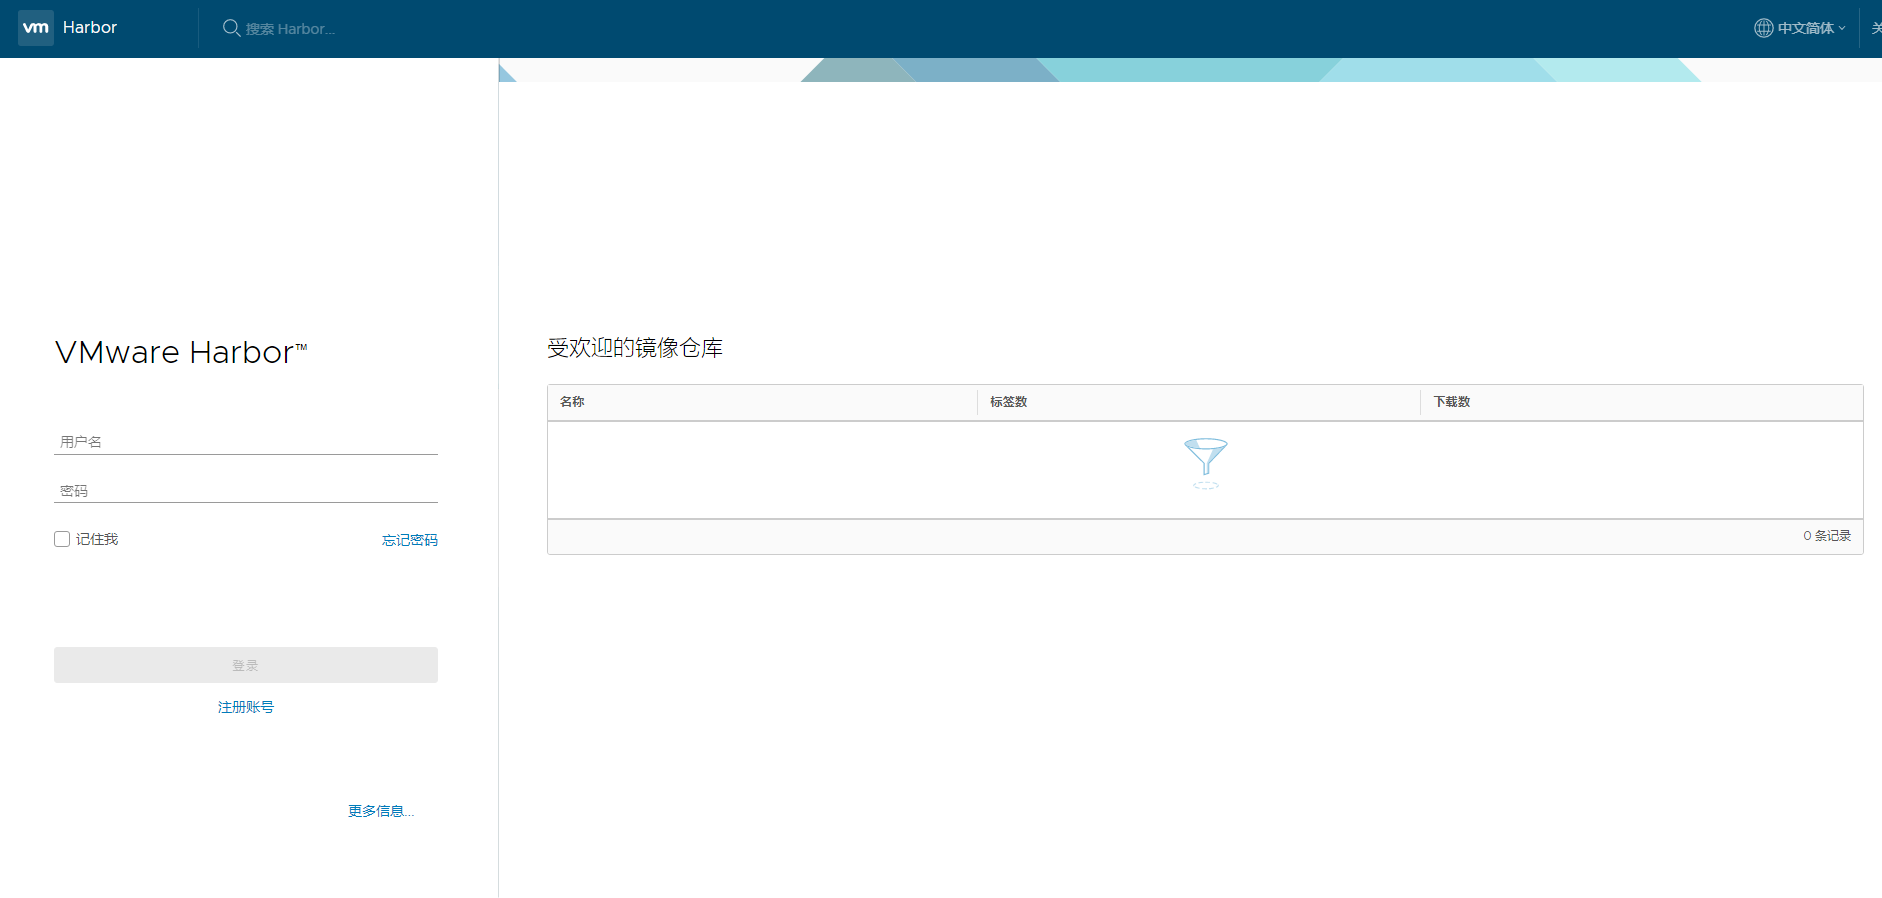 vm Harbor 搜索 Harbor... 中文简体
VMware Harbor™
用户名
密码
记住我 忘记密码
登录
注册账号
更多信息...
受欢迎的镜像仓库
名称 标签数 下载数
0 条记录